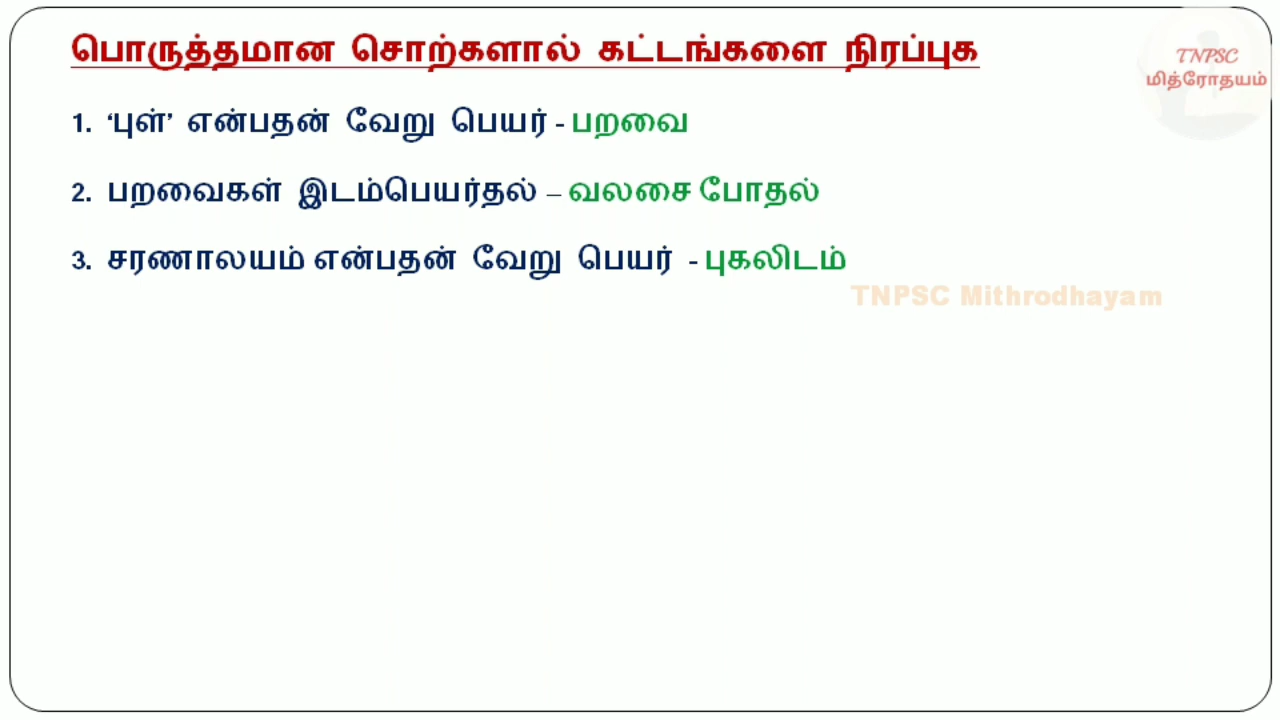 பொருத்தமான சொற்களால் கட்டங்களை நிரப்புக
TNPSC
மித்ரோதயம்
1. ‘புள்’ என்பதன் வேறு பெயர் - பறவை
2. பறவைகள் இடம்பெயர்தல் – வலசை போதல்
3. சரணாலயம் என்பதன் வேறு பெயர் - புகலிடம்
TNPSC Mithrodhayam